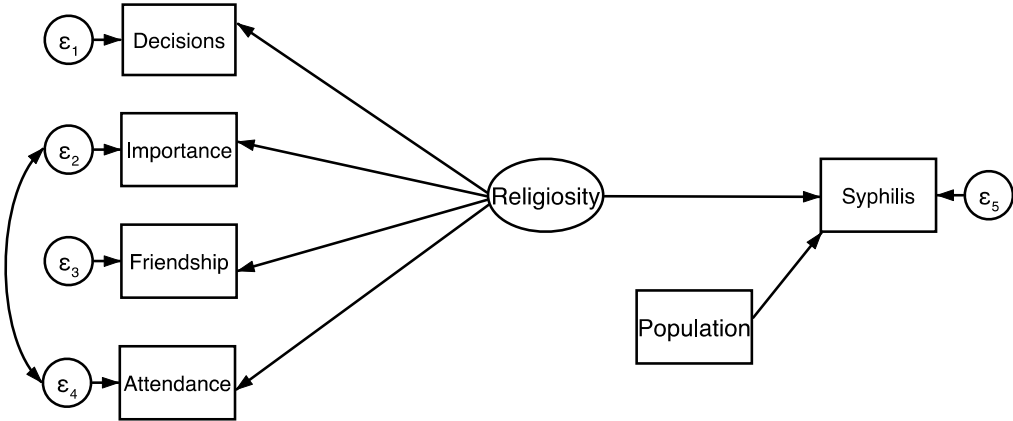 ε1
Decisions
ε2
Importance
Religiosity
Syphilis
ε5
ε3
Friendship
Population
ε4
Attendance